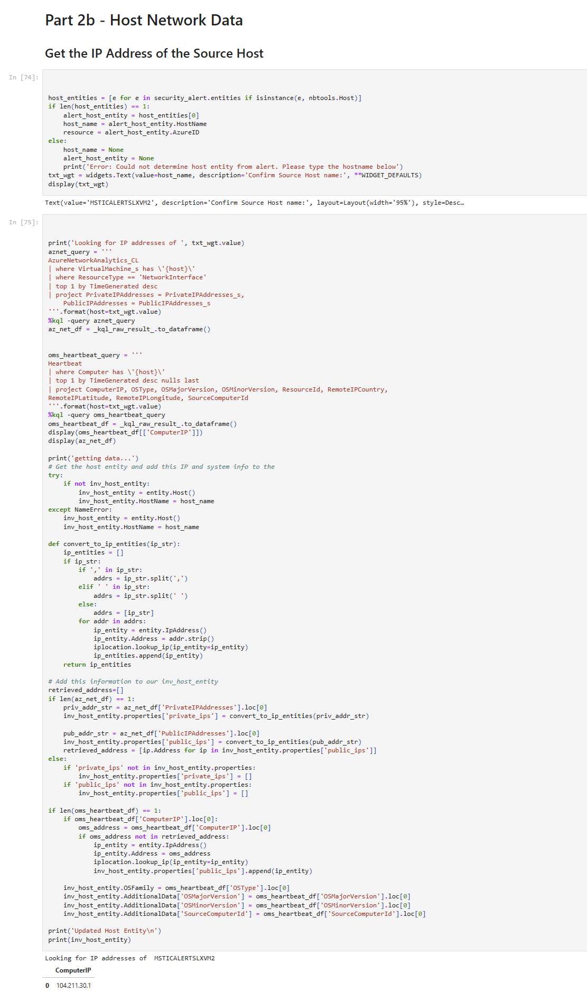 Part 2b - Host Network Data
Get the IP Address of the Source Host
In [74]:
host_entities = [e for e in security_alert.entities if isinstance(e, nbtools.Host)]
if len(host_entities) == 1:
    alert_host_entity = host_entities[0]
    host_name = alert_host_entity.HostName
    resource = alert_host_entity.AzureID
else:
    host_name = None
    alert_host_entity = None
    print('Error: Could not determine host entity from alert. Please type the hostname below')
txt_wgt = widgets.Text(value=host_name, description='Confirm Source Host name:', **WIDGET_DEFAULTS)
display(txt_wgt)
Text(value='MSTICALERTSLXVM2', description='Confirm Source Host name:', layout=Layout(width='95%'), style=Desc…
In [75]:
print('Looking for IP addresses of ', txt_wgt.value)
aznet_query = '''
AzureNetworkAnalytics_CL
| where VirtualMachine_s has \'{host}\'
| where ResourceType == 'NetworkInterface'
| top 1 by TimeGenerated desc
| project PrivateIPAddresses = PrivateIPAddresses_s,
    PublicIPAddresses = PublicIPAddresses_s
'''.format(host=txt_wgt.value)
%kql -query aznet_query
az_net_df = _kql_raw_result_.to_dataframe()
oms_heartbeat_query = '''
Heartbeat
| where Computer has \'{host}\'
| top 1 by TimeGenerated desc nulls last
| project ComputerIP, OSType, OSMajorVersion, OSMinorVersion, ResourceId, RemoteIPCountry,
RemoteIPLatitude, RemoteIPLongitude, SourceComputerId
'''.format(host=txt_wgt.value)
%kql -query oms_heartbeat_query
oms_heartbeat_df = _kql_raw_result_.to_dataframe()
display(oms_heartbeat_df[['ComputerIP']])
display(az_net_df)
print('getting data...')
# Get the host entity and add this IP and system info to the
try:
    if not inv_host_entity:
        inv_host_entity = entity.Host()
        inv_host_entity.HostName = host_name
except NameError:
    inv_host_entity = entity.Host()
    inv_host_entity.HostName = host_name
def convert_to_ip_entities(ip_str):
    ip_entities = []
    if ip_str:
        if ',' in ip_str:
            addrs = ip_str.split(',')
        elif ' ' in ip_str:
            addrs = ip_str.split(' ')
        else:
            addrs = [ip_str]
        for addr in addrs:
            ip_entity = entity.IpAddress()
            ip_entity.Address = addr.strip()
            iplocation.lookup_ip(ip_entity=ip_entity)
            ip_entities.append(ip_entity)
    return ip_entities
# Add this information to our inv_host_entity
retrieved_address=[]
if len(az_net_df) == 1:
    priv_addr_str = az_net_df['PrivateIPAddresses'].loc[0]
    inv_host_entity.properties['private_ips'] = convert_to_ip_entities(priv_addr_str)
    pub_addr_str = az_net_df['PublicIPAddresses'].loc[0]
    inv_host_entity.properties['public_ips'] = convert_to_ip_entities(pub_addr_str)
    retrieved_address = [ip.Address for ip in inv_host_entity.properties['public_ips']]
else:
    if 'private_ips' not in inv_host_entity.properties:
        inv_host_entity.properties['private_ips'] = []
    if 'public_ips' not in inv_host_entity.properties:
        inv_host_entity.properties['public_ips'] = []
if len(oms_heartbeat_df) == 1:
    if oms_heartbeat_df['ComputerIP'].loc[0]:
        oms_address = oms_heartbeat_df['ComputerIP'].loc[0]
        if oms_address not in retrieved_address:
            ip_entity = entity.IpAddress()
            ip_entity.Address = oms_address
            iplocation.lookup_ip(ip_entity=ip_entity)
            inv_host_entity.properties['public_ips'].append(ip_entity)
    inv_host_entity.OSFamily = oms_heartbeat_df['OSType'].loc[0]
    inv_host_entity.AdditionalData['OSMajorVersion'] = oms_heartbeat_df['OSMajorVersion'].loc[0]
    inv_host_entity.AdditionalData['OSMinorVersion'] = oms_heartbeat_df['OSMinorVersion'].loc[0]
    inv_host_entity.AdditionalData['SourceComputerId'] = oms_heartbeat_df['SourceComputerId'].loc[0]
print('Updated Host Entity\n')
print(inv_host_entity)
Looking for IP addresses of  MSTICALERTSLXVM2
ComputerIP
0 104.211.30.1